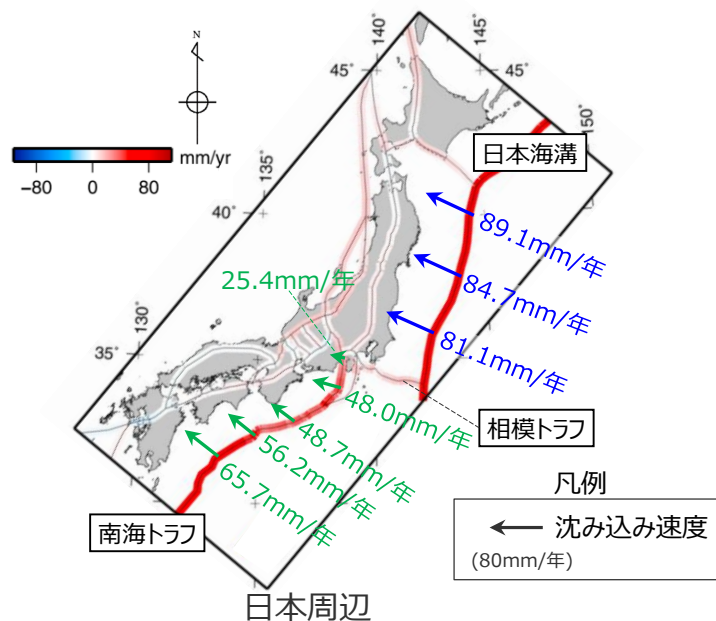 N
140
145
45°
45°
150
日本海溝
mm/yr
−80
0
80
135
40°
89.1mm/年
84.7mm/年
81.1mm/年
25.4mm/年
130
35°
48.0mm/年
48.7mm/年
56.2mm/年
65.7mm/年
相模トラフ
南海トラフ
凡例
沈み込み速度
(80mm/年)
日本周辺